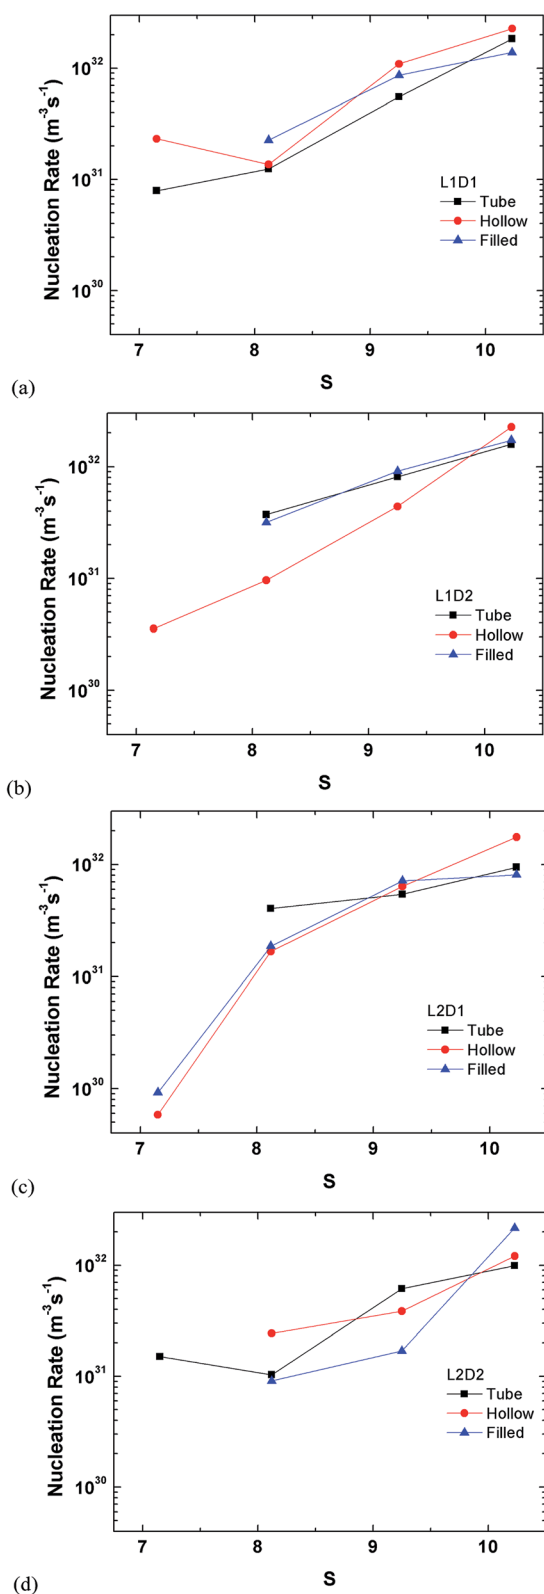 10³²
10³¹
10³⁰
Nucleation Rate (m⁻³s⁻¹)
L1D1
Tube
Hollow
Filled
7 8 9 10
S
(a)
10³²
10³¹
10³⁰
Nucleation Rate (m⁻³s⁻¹)
L1D2
Tube
Hollow
Filled
7 8 9 10
S
(b)
10³²
10³¹
10³⁰
Nucleation Rate (m⁻³s⁻¹)
L2D1
Tube
Hollow
Filled
7 8 9 10
S
(c)
10³²
10³¹
10³⁰
Nucleation Rate (m⁻³s⁻¹)
L2D2
Tube
Hollow
Filled
7 8 9 10
S
(d)